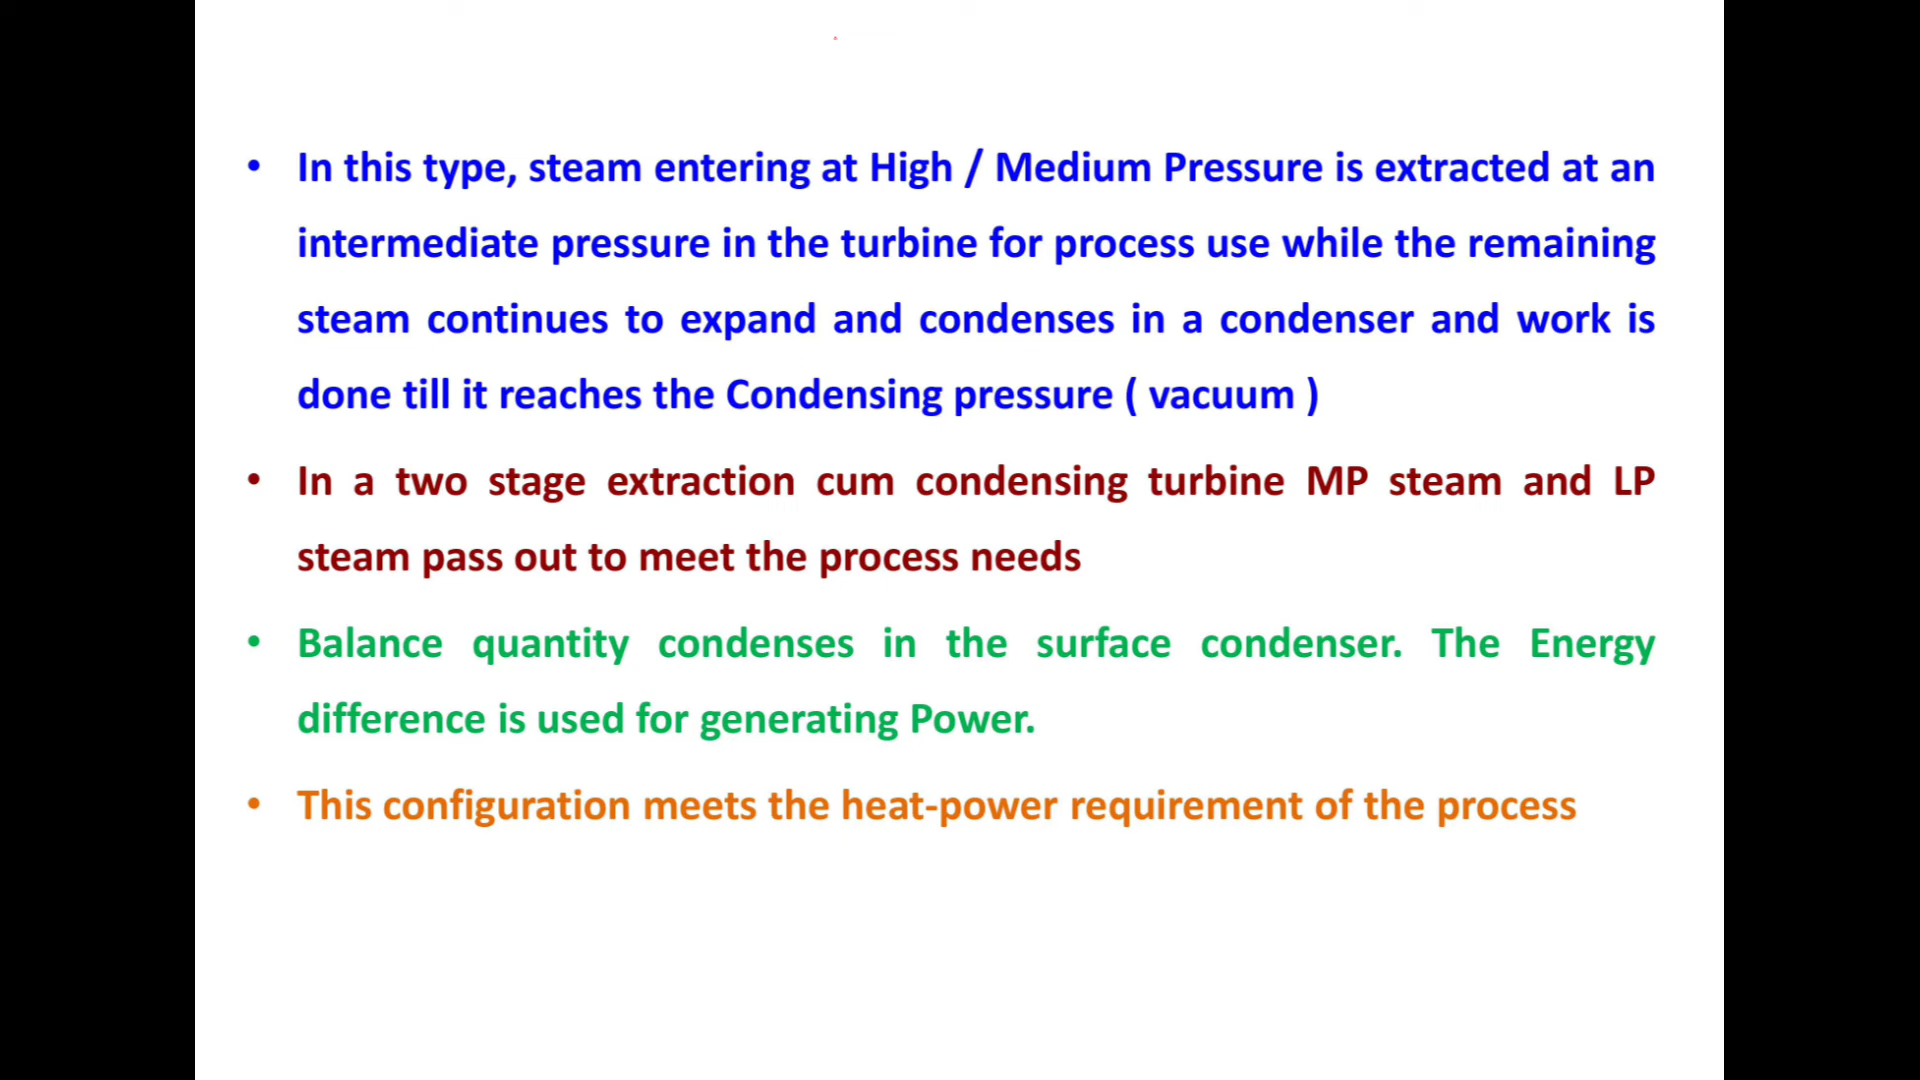 • In this type, steam entering at High / Medium Pressure is extracted at an
intermediate pressure in the turbine for process use while the remaining
steam continues to expand and condenses in a condenser and work is
done till it reaches the Condensing pressure ( vacuum )
• In a two stage extraction cum condensing turbine MP steam and LP
steam pass out to meet the process needs
• Balance quantity condenses in the surface condenser. The Energy
difference is used for generating Power.
• This configuration meets the heat-power requirement of the process